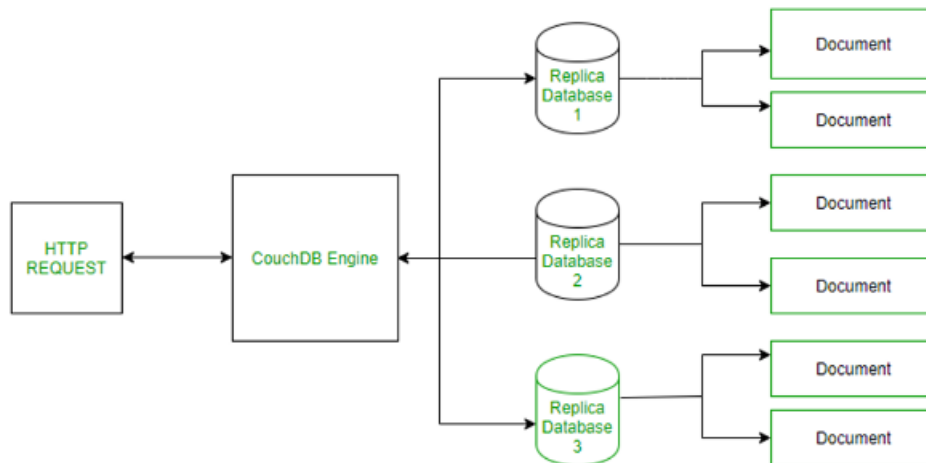 HTTP
REQUEST
CouchDB Engine
Replica
Database
1
Replica
Database
2
Replica
Database
3
Document
Document
Document
Document
Document
Document